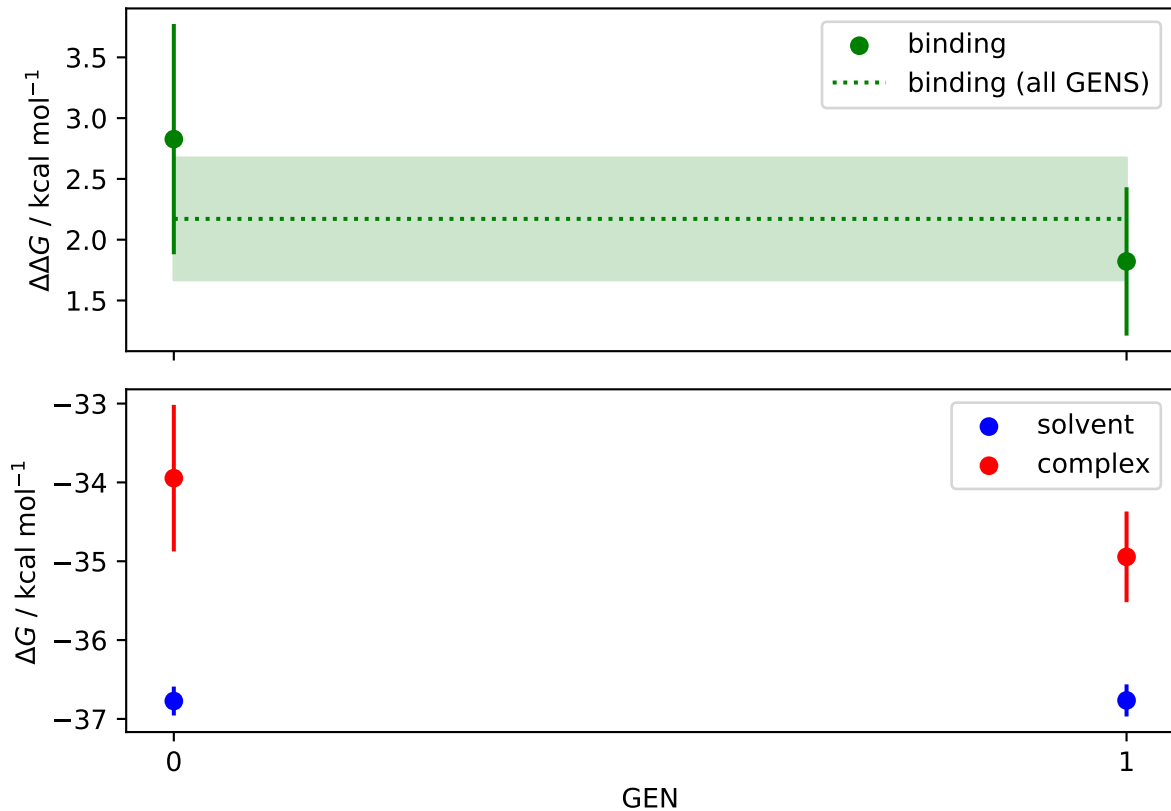 3.5
3.0
2.5
2.0
1.5
ΔΔG / kcal mol⁻¹
binding
binding (all GENS)
−33
−34
−35
−36
−37
ΔG / kcal mol⁻¹
solvent
complex
0
1
GEN